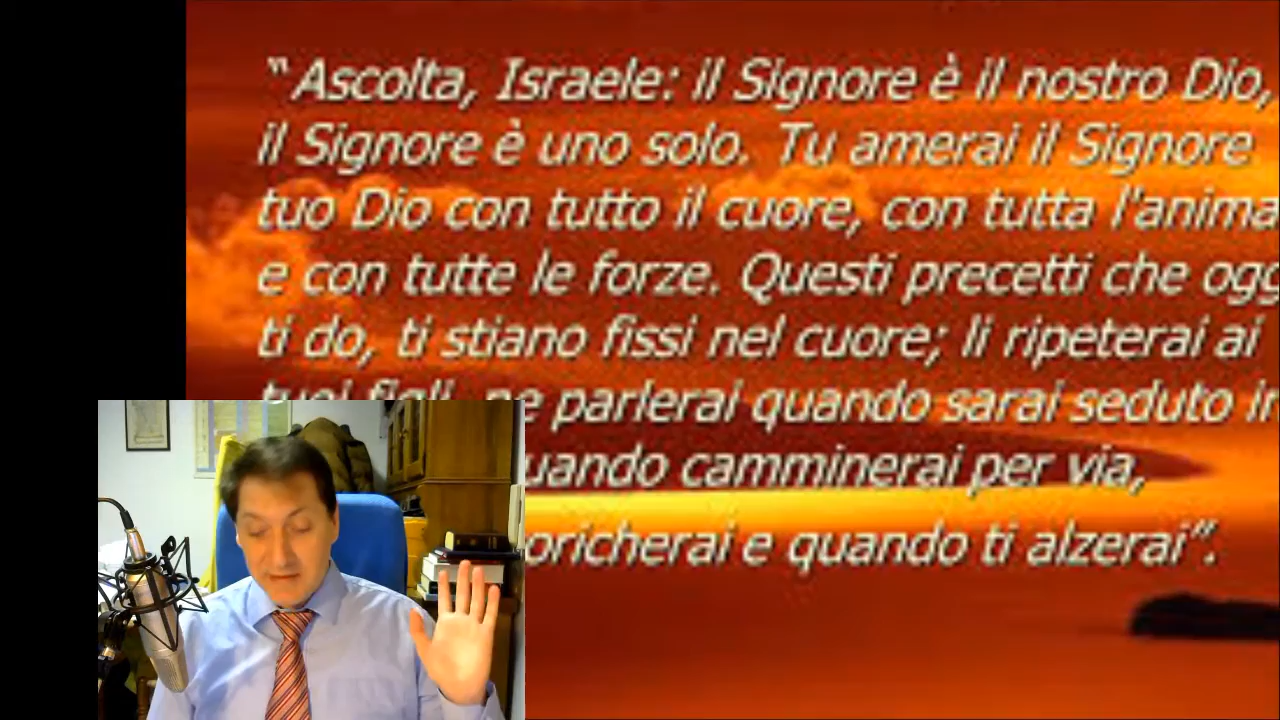 “Ascolta, Israele: il Signore è il nostro Dio,
il Signore è uno solo. Tu amerai il Signore
tuo Dio con tutto il cuore, con tutta l'anima
e con tutte le forze. Questi precetti che
ti do, ti stiano fissi nel cuore; li ripeterai ai
tuoi figli, ne parlerai quando sarai seduto
camminerai per via,
e quando ti alzerai”.